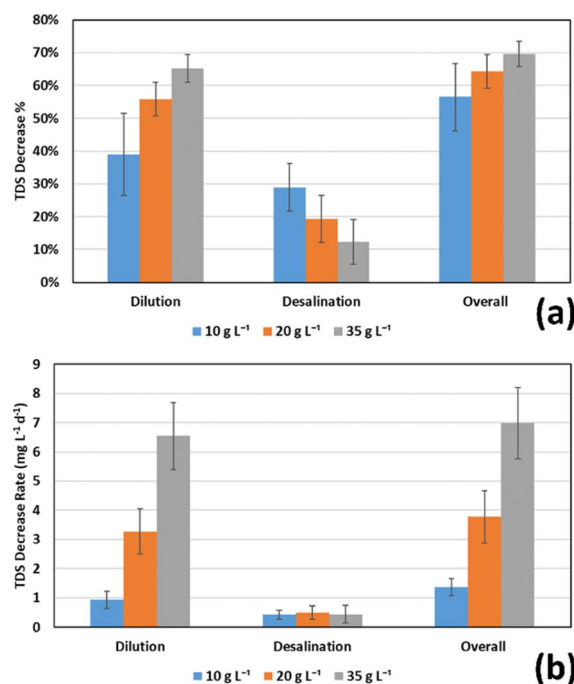 80%
70%
60%
50%
40%
30%
20%
10%
0%
TDS Decrease %
Dilution Desalination Overall
10 g L⁻¹ 20 g L⁻¹ 35 g L⁻¹
(a)
9
8
7
6
5
4
3
2
1
0
TDS Decrease Rate (mg L⁻¹ d⁻¹)
Dilution Desalination Overall
10 g L⁻¹ 20 g L⁻¹ 35 g L⁻¹
(b)